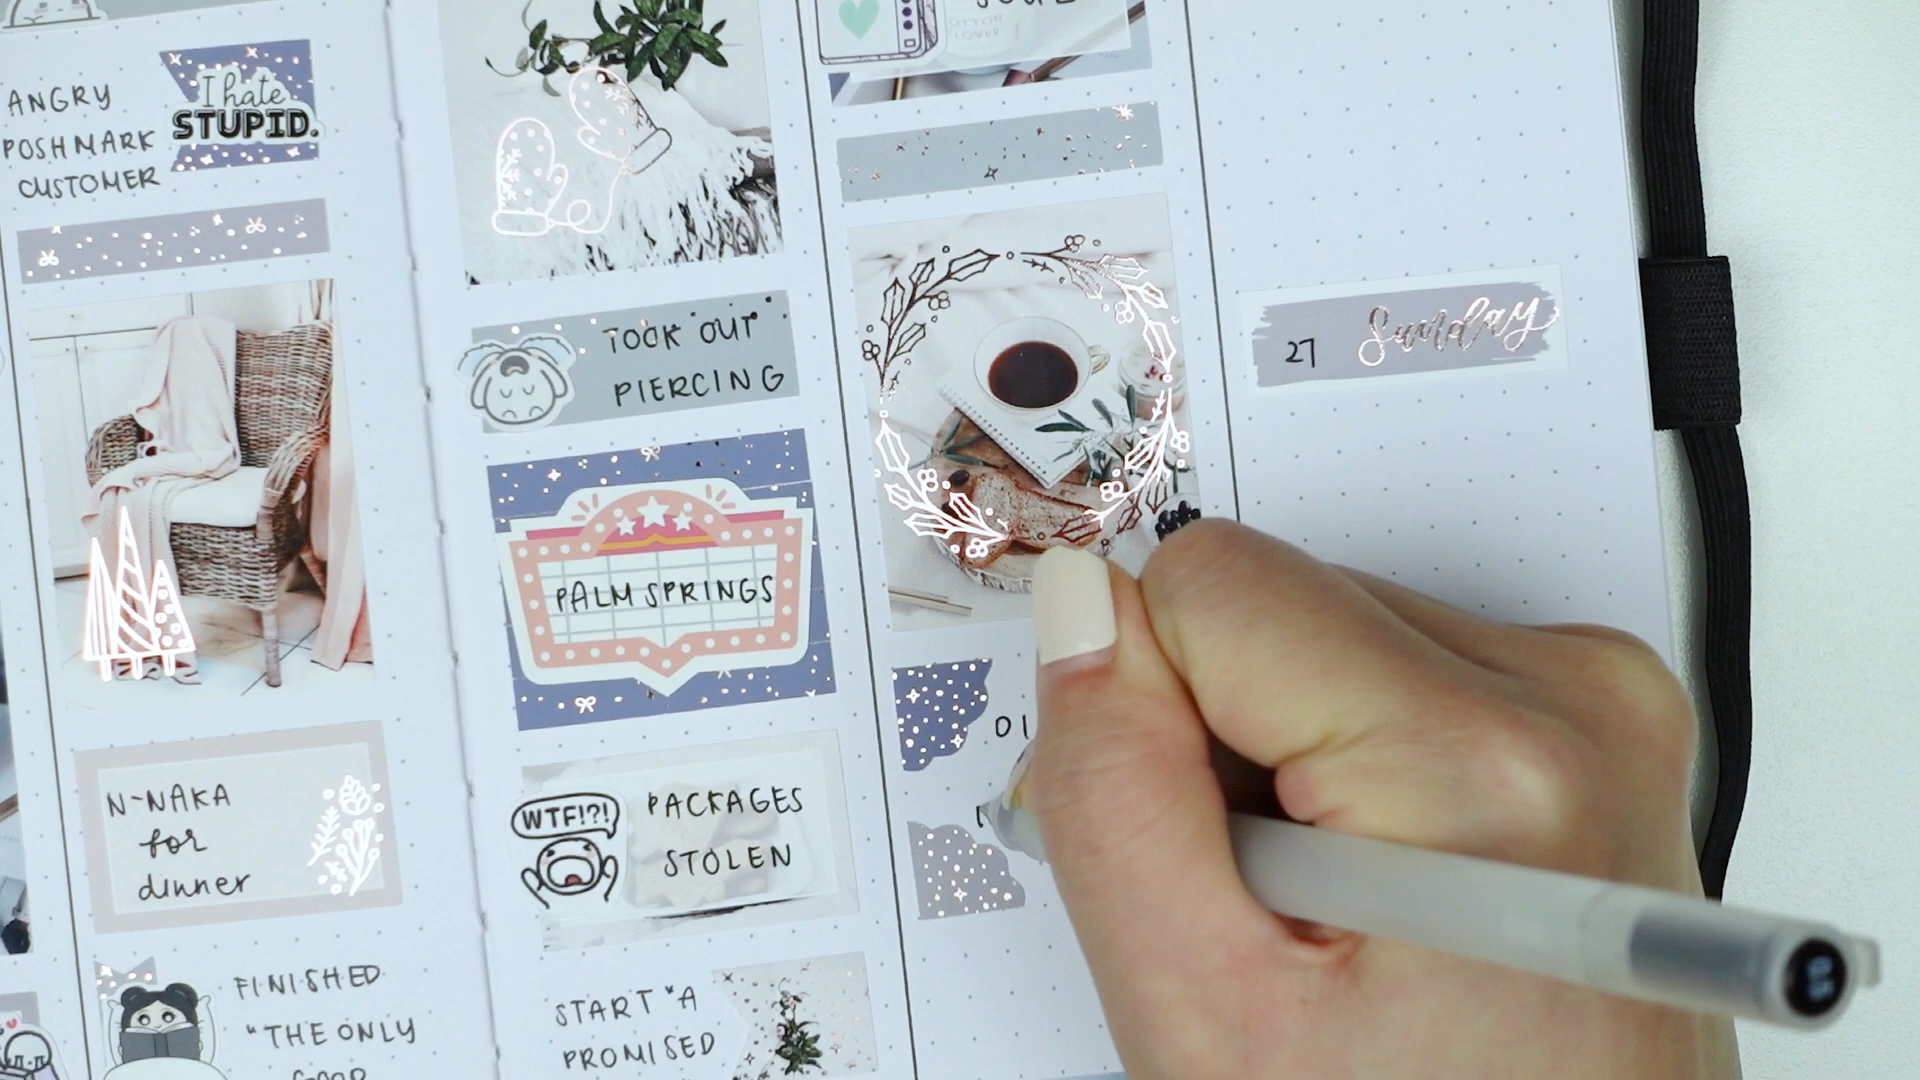 ANGRY
POSHMARK
CUSTOMER
I hate
STUPID.
N-NAKA
for
dinner
FINISHED
"THE ONLY
TOOK OUT
PIERCING
PALM SPRINGS
WTF!?!
PACKAGES
STOLEN
START "A
PROMISED
27 Sunday